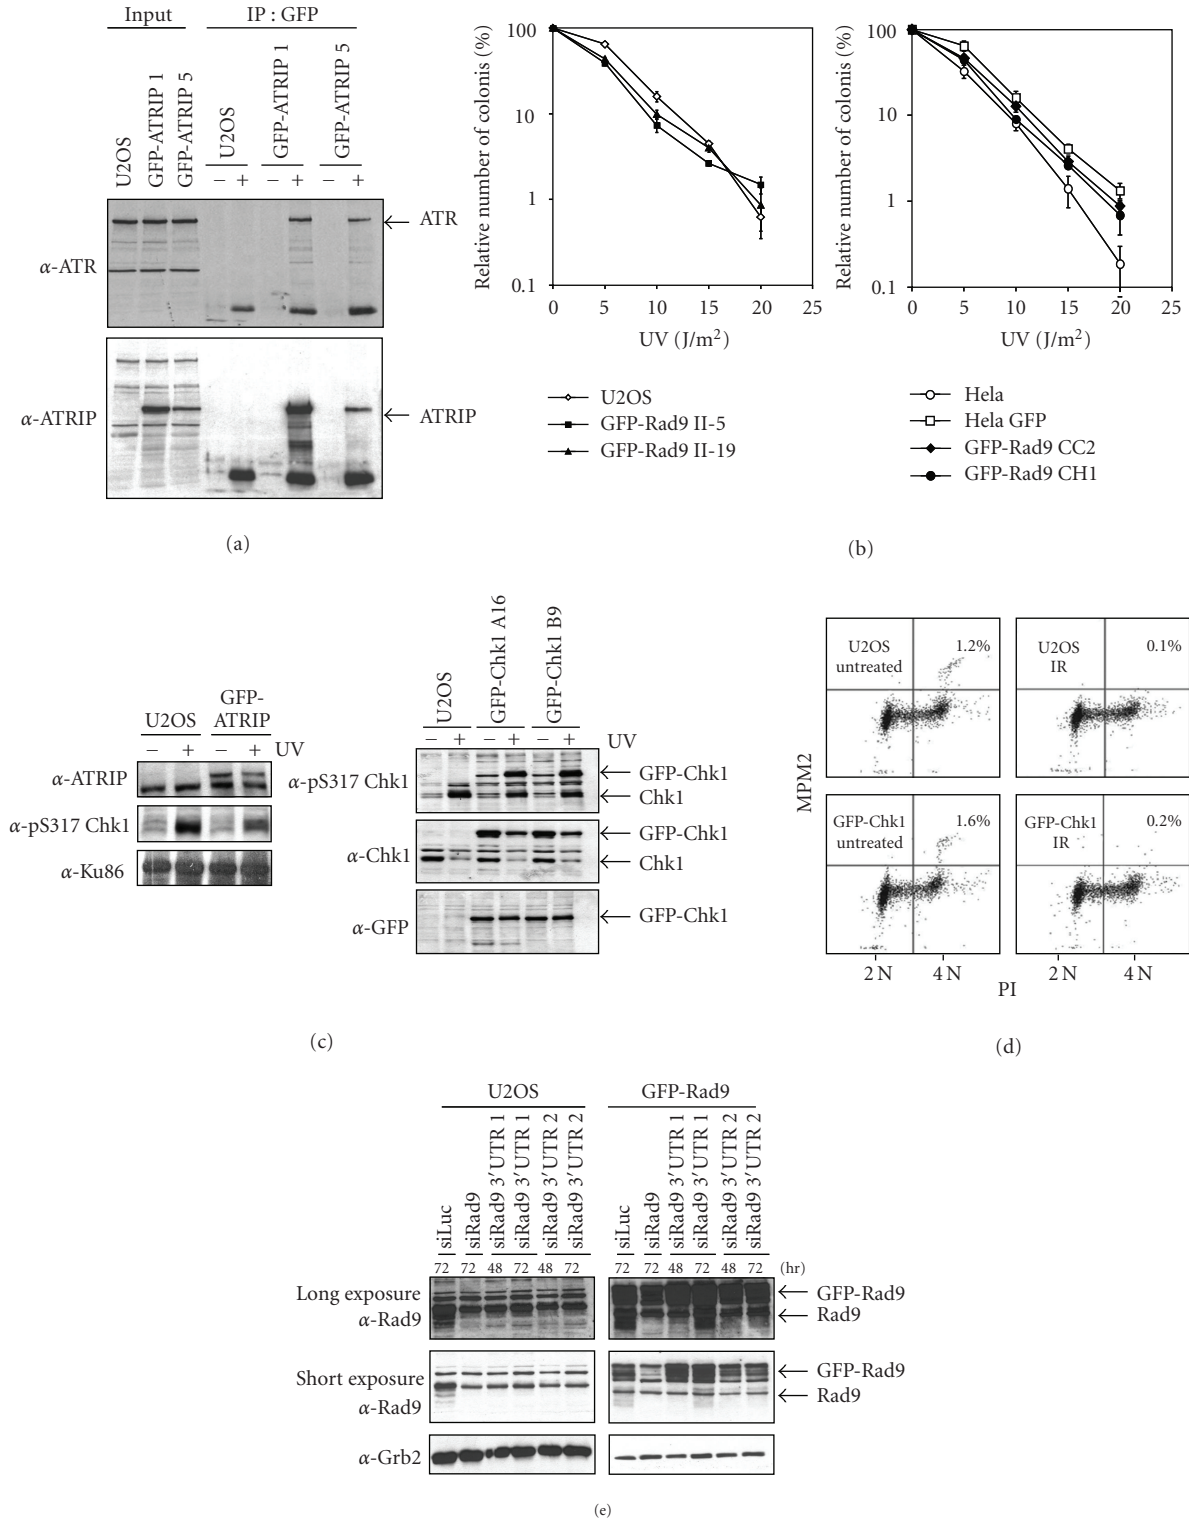 Input
IP : GFP
U2OS
GFP-ATRIP 1
GFP-ATRIP 5
U2OS
GFP-ATRIP 1
GFP-ATRIP 5
− + − + − +
α-ATR
ATR
α-ATRIP
ATRIP
(a)
Relative number of colonis (%)
100
10
1
0.1
0 5 10 15 20 25
UV (J/m²)
U2OS
GFP-Rad9 II-5
GFP-Rad9 II-19
Relative number of colonis (%)
100
10
1
0.1
0 5 10 15 20 25
UV (J/m²)
Hela
Hela GFP
GFP-Rad9 CC2
GFP-Rad9 CH1
(b)
U2OS
GFP-
ATRIP
− + − + UV
α-ATRIP
α-pS317 Chk1
α-Ku86
U2OS
GFP-Chk1 A16
GFP-Chk1 B9
− + − + − + UV
α-pS317 Chk1
GFP-Chk1
Chk1
α-Chk1
GFP-Chk1
Chk1
α-GFP
GFP-Chk1
(c)
MPM2
U2OS
untreated
1.2%
U2OS
IR
0.1%
GFP-Chk1
untreated
1.6%
GFP-Chk1
IR
0.2%
2 N 4 N 2 N 4 N
PI
(d)
U2OS
GFP-Rad9
siLuc
siRad9
siRad9 3′UTR 1
siRad9 3′UTR 1
siRad9 3′UTR 2
siRad9 3′UTR 2
siLuc
siRad9
siRad9 3′UTR 1
siRad9 3′UTR 1
siRad9 3′UTR 2
siRad9 3′UTR 2
72 72 48 72 48 72 72 72 48 72 48 72 (hr)
Long exposure
α-Rad9
GFP-Rad9
Rad9
Short exposure
α-Rad9
GFP-Rad9
Rad9
α-Grb2
(e)